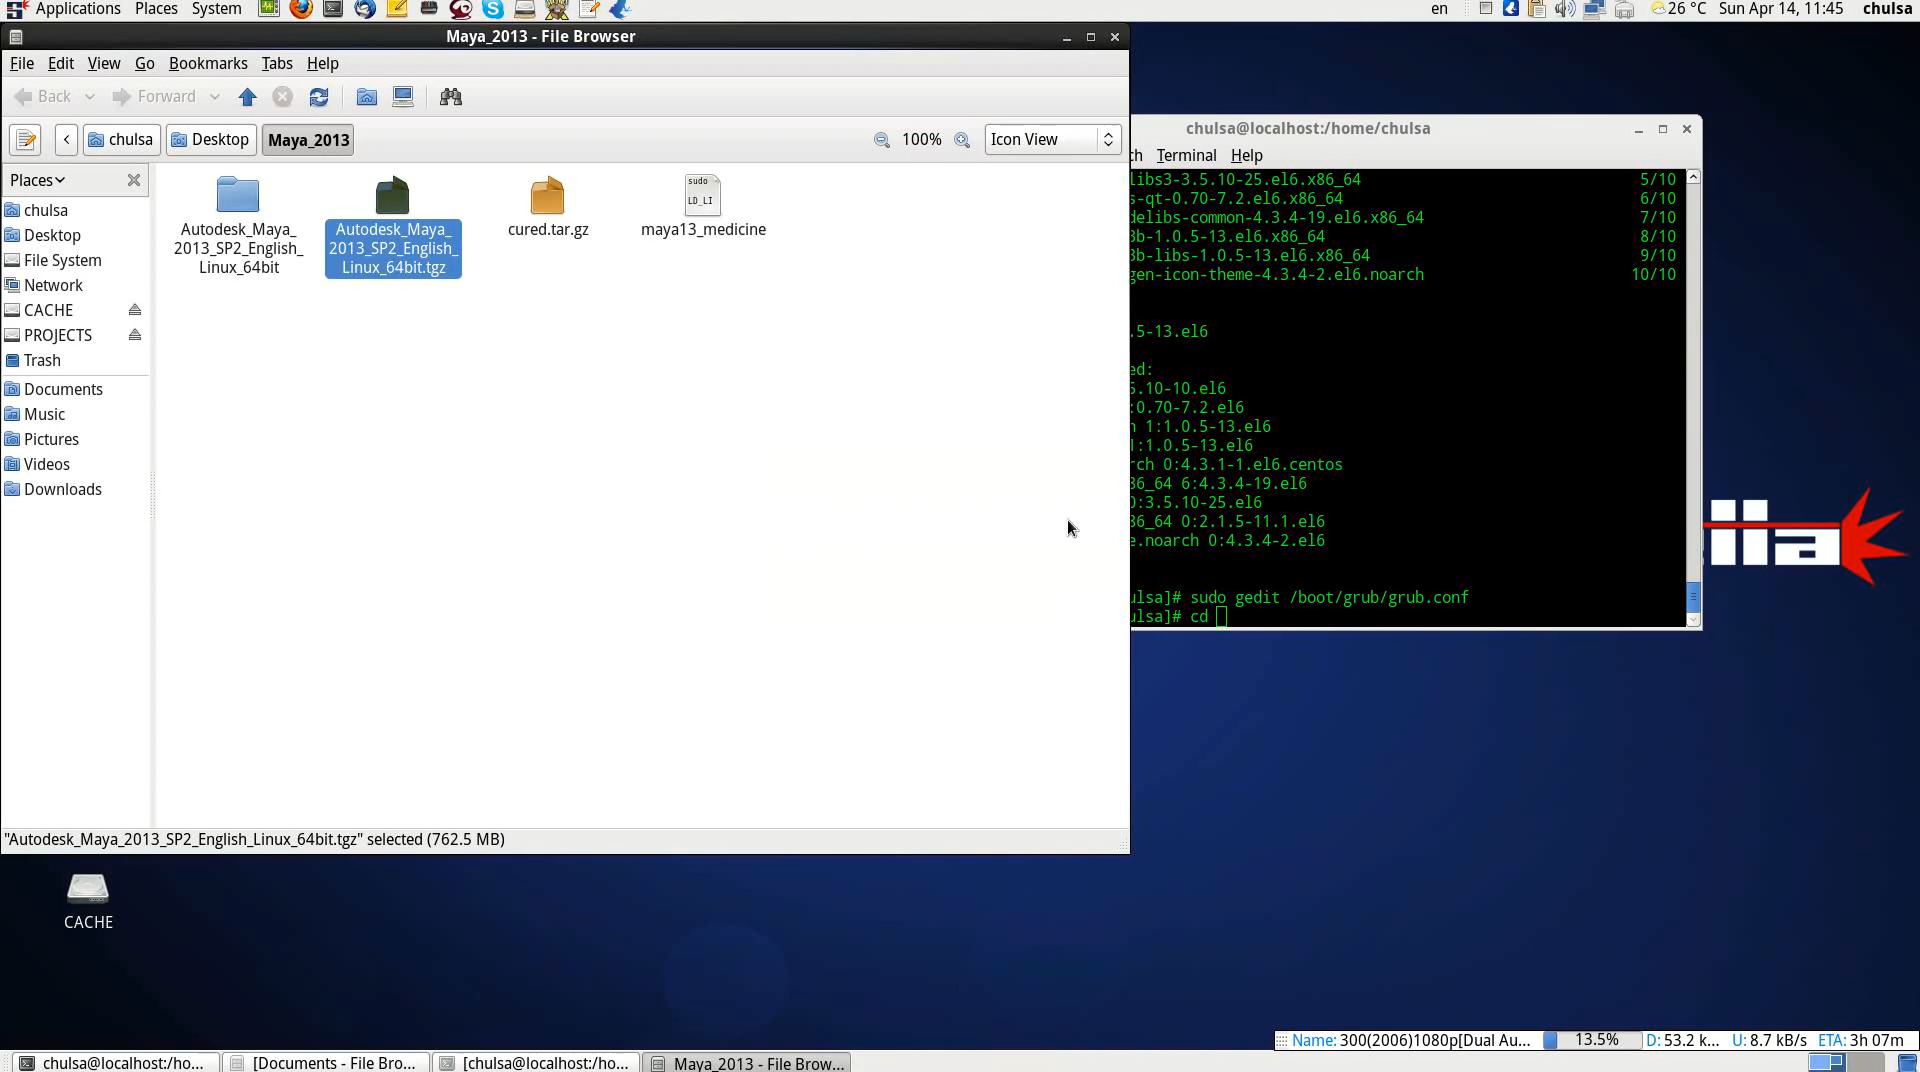 Applications Places System
en 26 °C Sun Apr 14, 11:45 chulsa
Maya_2013 - File Browser
File Edit View Go Bookmarks Tabs Help
Back Forward
chulsa Desktop Maya_2013 100% Icon View
Places
chulsa
Desktop
File System
Network
CACHE
PROJECTS
Trash
Documents
Music
Pictures
Videos
Downloads
Autodesk_Maya_
2013_SP2_English_
Linux_64bit
Autodesk_Maya_
2013_SP2_English_
Linux_64bit.tgz
cured.tar.gz
sudo
LD_LI
maya13_medicine
"Autodesk_Maya_2013_SP2_English_Linux_64bit.tgz" selected (762.5 MB)
chulsa@localhost:/home/chulsa
ch Terminal Help
libs3-3.5.10-25.el6.x86_64 5/10
s-qt-0.70-7.2.el6.x86_64 6/10
delibs-common-4.3.4-19.el6.x86_64 7/10
3b-1.0.5-13.el6.x86_64 8/10
3b-libs-1.0.5-13.el6.x86_64 9/10
gen-icon-theme-4.3.4-2.el6.noarch 10/10
.5-13.el6
ed:
5.10-10.el6
:0.70-7.2.el6
n 1:1.0.5-13.el6
1:1.0.5-13.el6
rch 0:4.3.1-1.el6.centos
86_64 6:4.3.4-19.el6
0:3.5.10-25.el6
86_64 0:2.1.5-11.1.el6
e.noarch 0:4.3.4-2.el6
ulsa]# sudo gedit /boot/grub/grub.conf
ulsa]# cd
CACHE
Name: 300(2006)1080p[Dual Au... 13.5% D: 53.2 k... U: 8.7 kB/s ETA: 3h 07m
chulsa@localhost:/ho... [Documents - File Bro... [chulsa@localhost:/ho... Maya_2013 - File Brow...